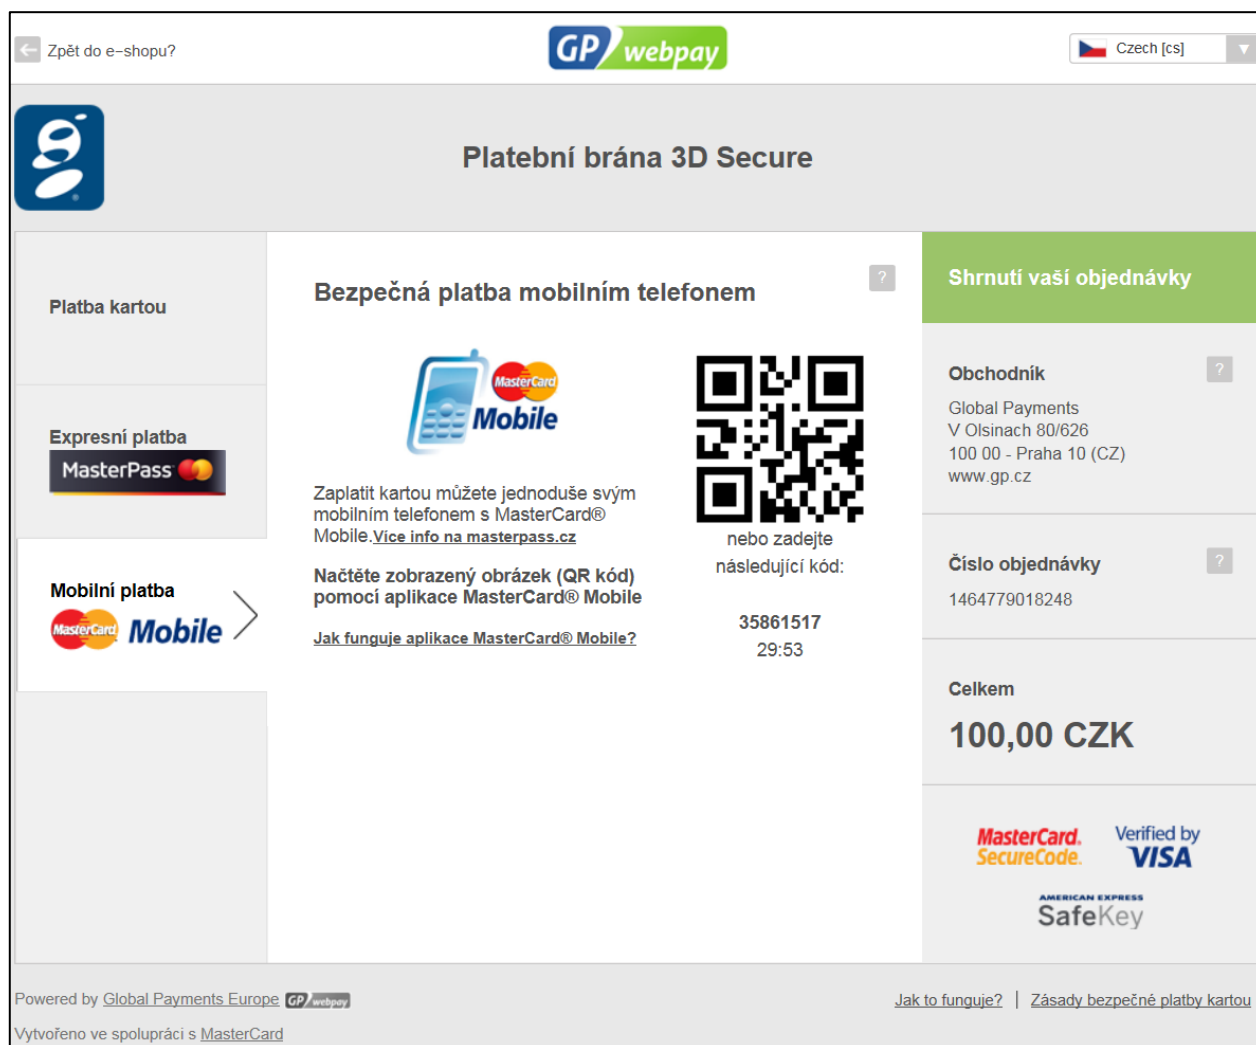 Zpět do e-shopu?
GP webpay
Czech [cs]
Platební brána 3D Secure
Platba kartou
Expresní platba
MasterPass
Mobilní platba
MasterCard Mobile
Bezpečná platba mobilním telefonem
?
MasterCard
Mobile
Zaplatit kartou můžete jednoduše svým
mobilním telefonem s MasterCard®
Mobile.Více info na masterpass.cz
Načtěte zobrazený obrázek (QR kód)
pomocí aplikace MasterCard® Mobile
Jak funguje aplikace MasterCard® Mobile?
nebo zadejte
následující kód:
35861517
29:53
Shrnutí vaší objednávky
Obchodník
?
Global Payments
V Olsinach 80/626
100 00 - Praha 10 (CZ)
www.gp.cz
Číslo objednávky
?
1464779018248
Celkem
100,00 CZK
MasterCard.
SecureCode.
Verified by
VISA
AMERICAN EXPRESS
SafeKey
Powered by Global Payments Europe GP webpay
Jak to funguje? | Zásady bezpečné platby kartou
Vytvořeno ve spolupráci s MasterCard